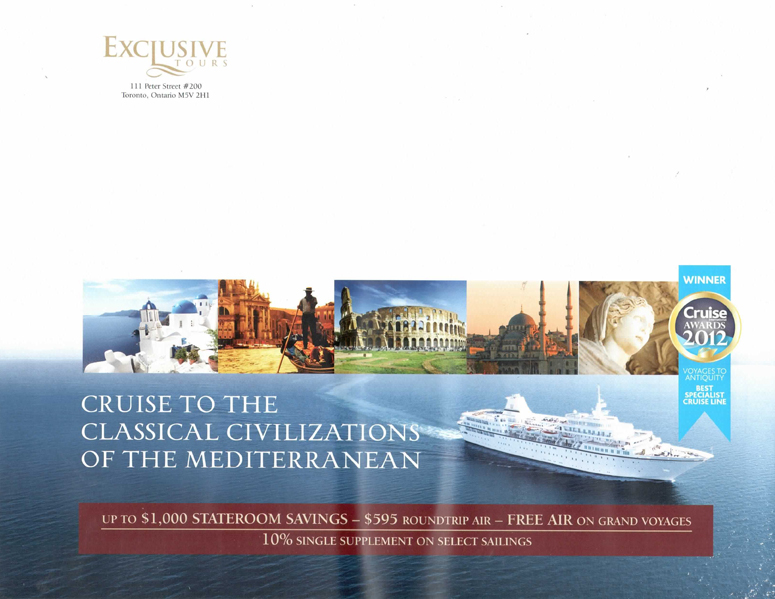 EXCLUSIVE
TOURS
111 Peter Street #200
Toronto, Ontario M5V 2H1
WINNER
Cruise
AWARDS
2012
VOYAGES TO
ANTIQUITY
BEST
SPECIALIST
CRUISE LINE
CRUISE TO THE
CLASSICAL CIVILIZATIONS
OF THE MEDITERRANEAN
UP TO $1,000 STATEROOM SAVINGS – $595 ROUNDTRIP AIR – FREE AIR ON GRAND VOYAGES
10% SINGLE SUPPLEMENT ON SELECT SAILINGS